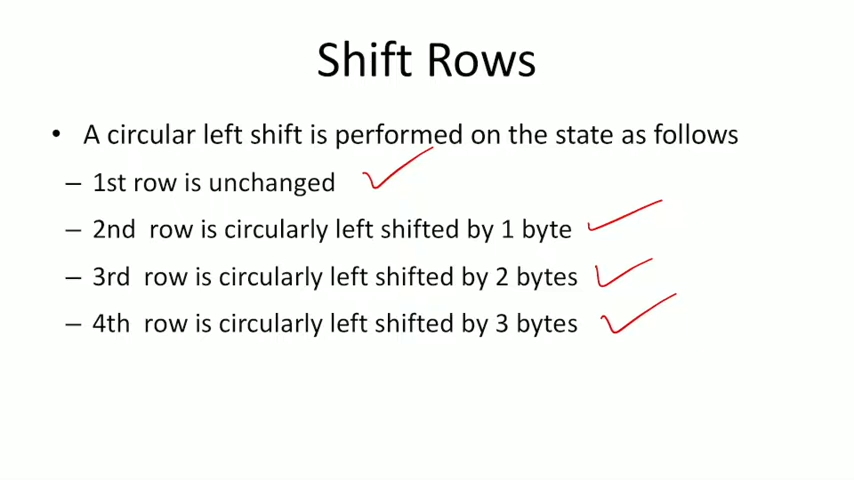 Shift Rows
• A circular left shift is performed on the state as follows
– 1st row is unchanged
– 2nd row is circularly left shifted by 1 byte
– 3rd row is circularly left shifted by 2 bytes
– 4th row is circularly left shifted by 3 bytes